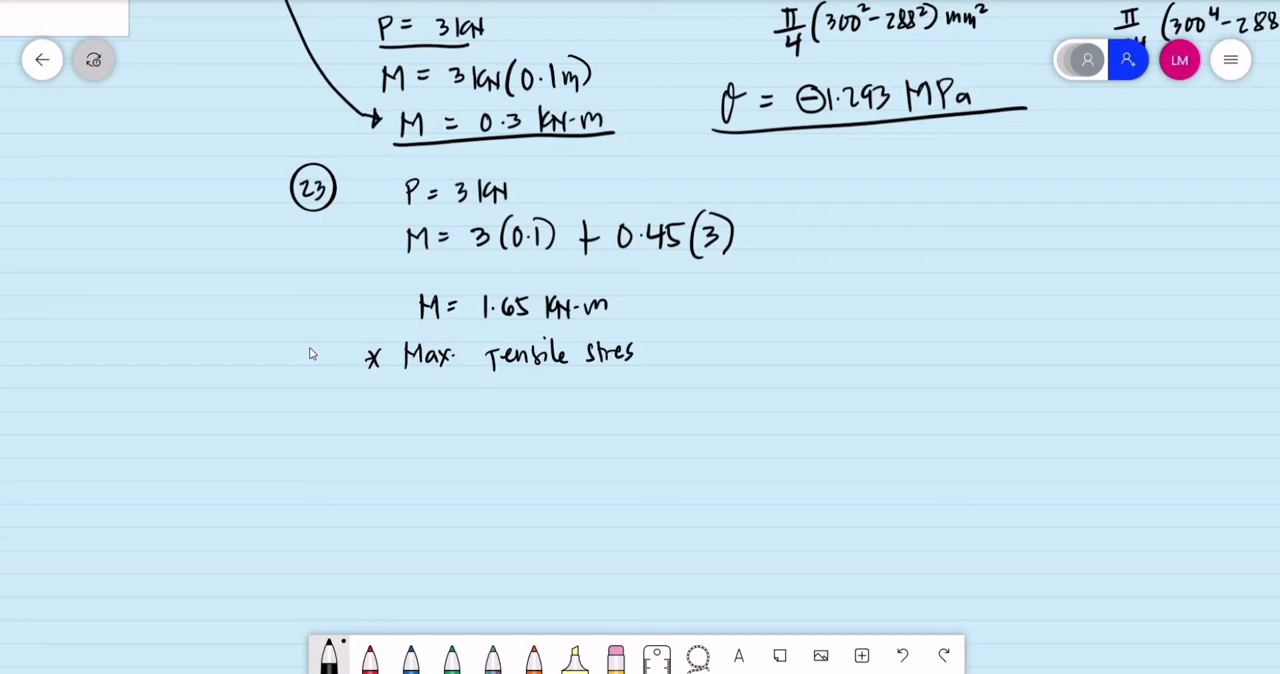 P = 3 kN
M = 3 kN (0.1 m)
M = 0.3 kN-m
π/4 (300² - 288²) mm²
π (300⁴ - 288
σ = ⊖1.293 MPa
LM
23
P = 3 kN
M = 3 (0.1) + 0.45 (3)
M = 1.65 kN-m
* Max. Tensile stres
A